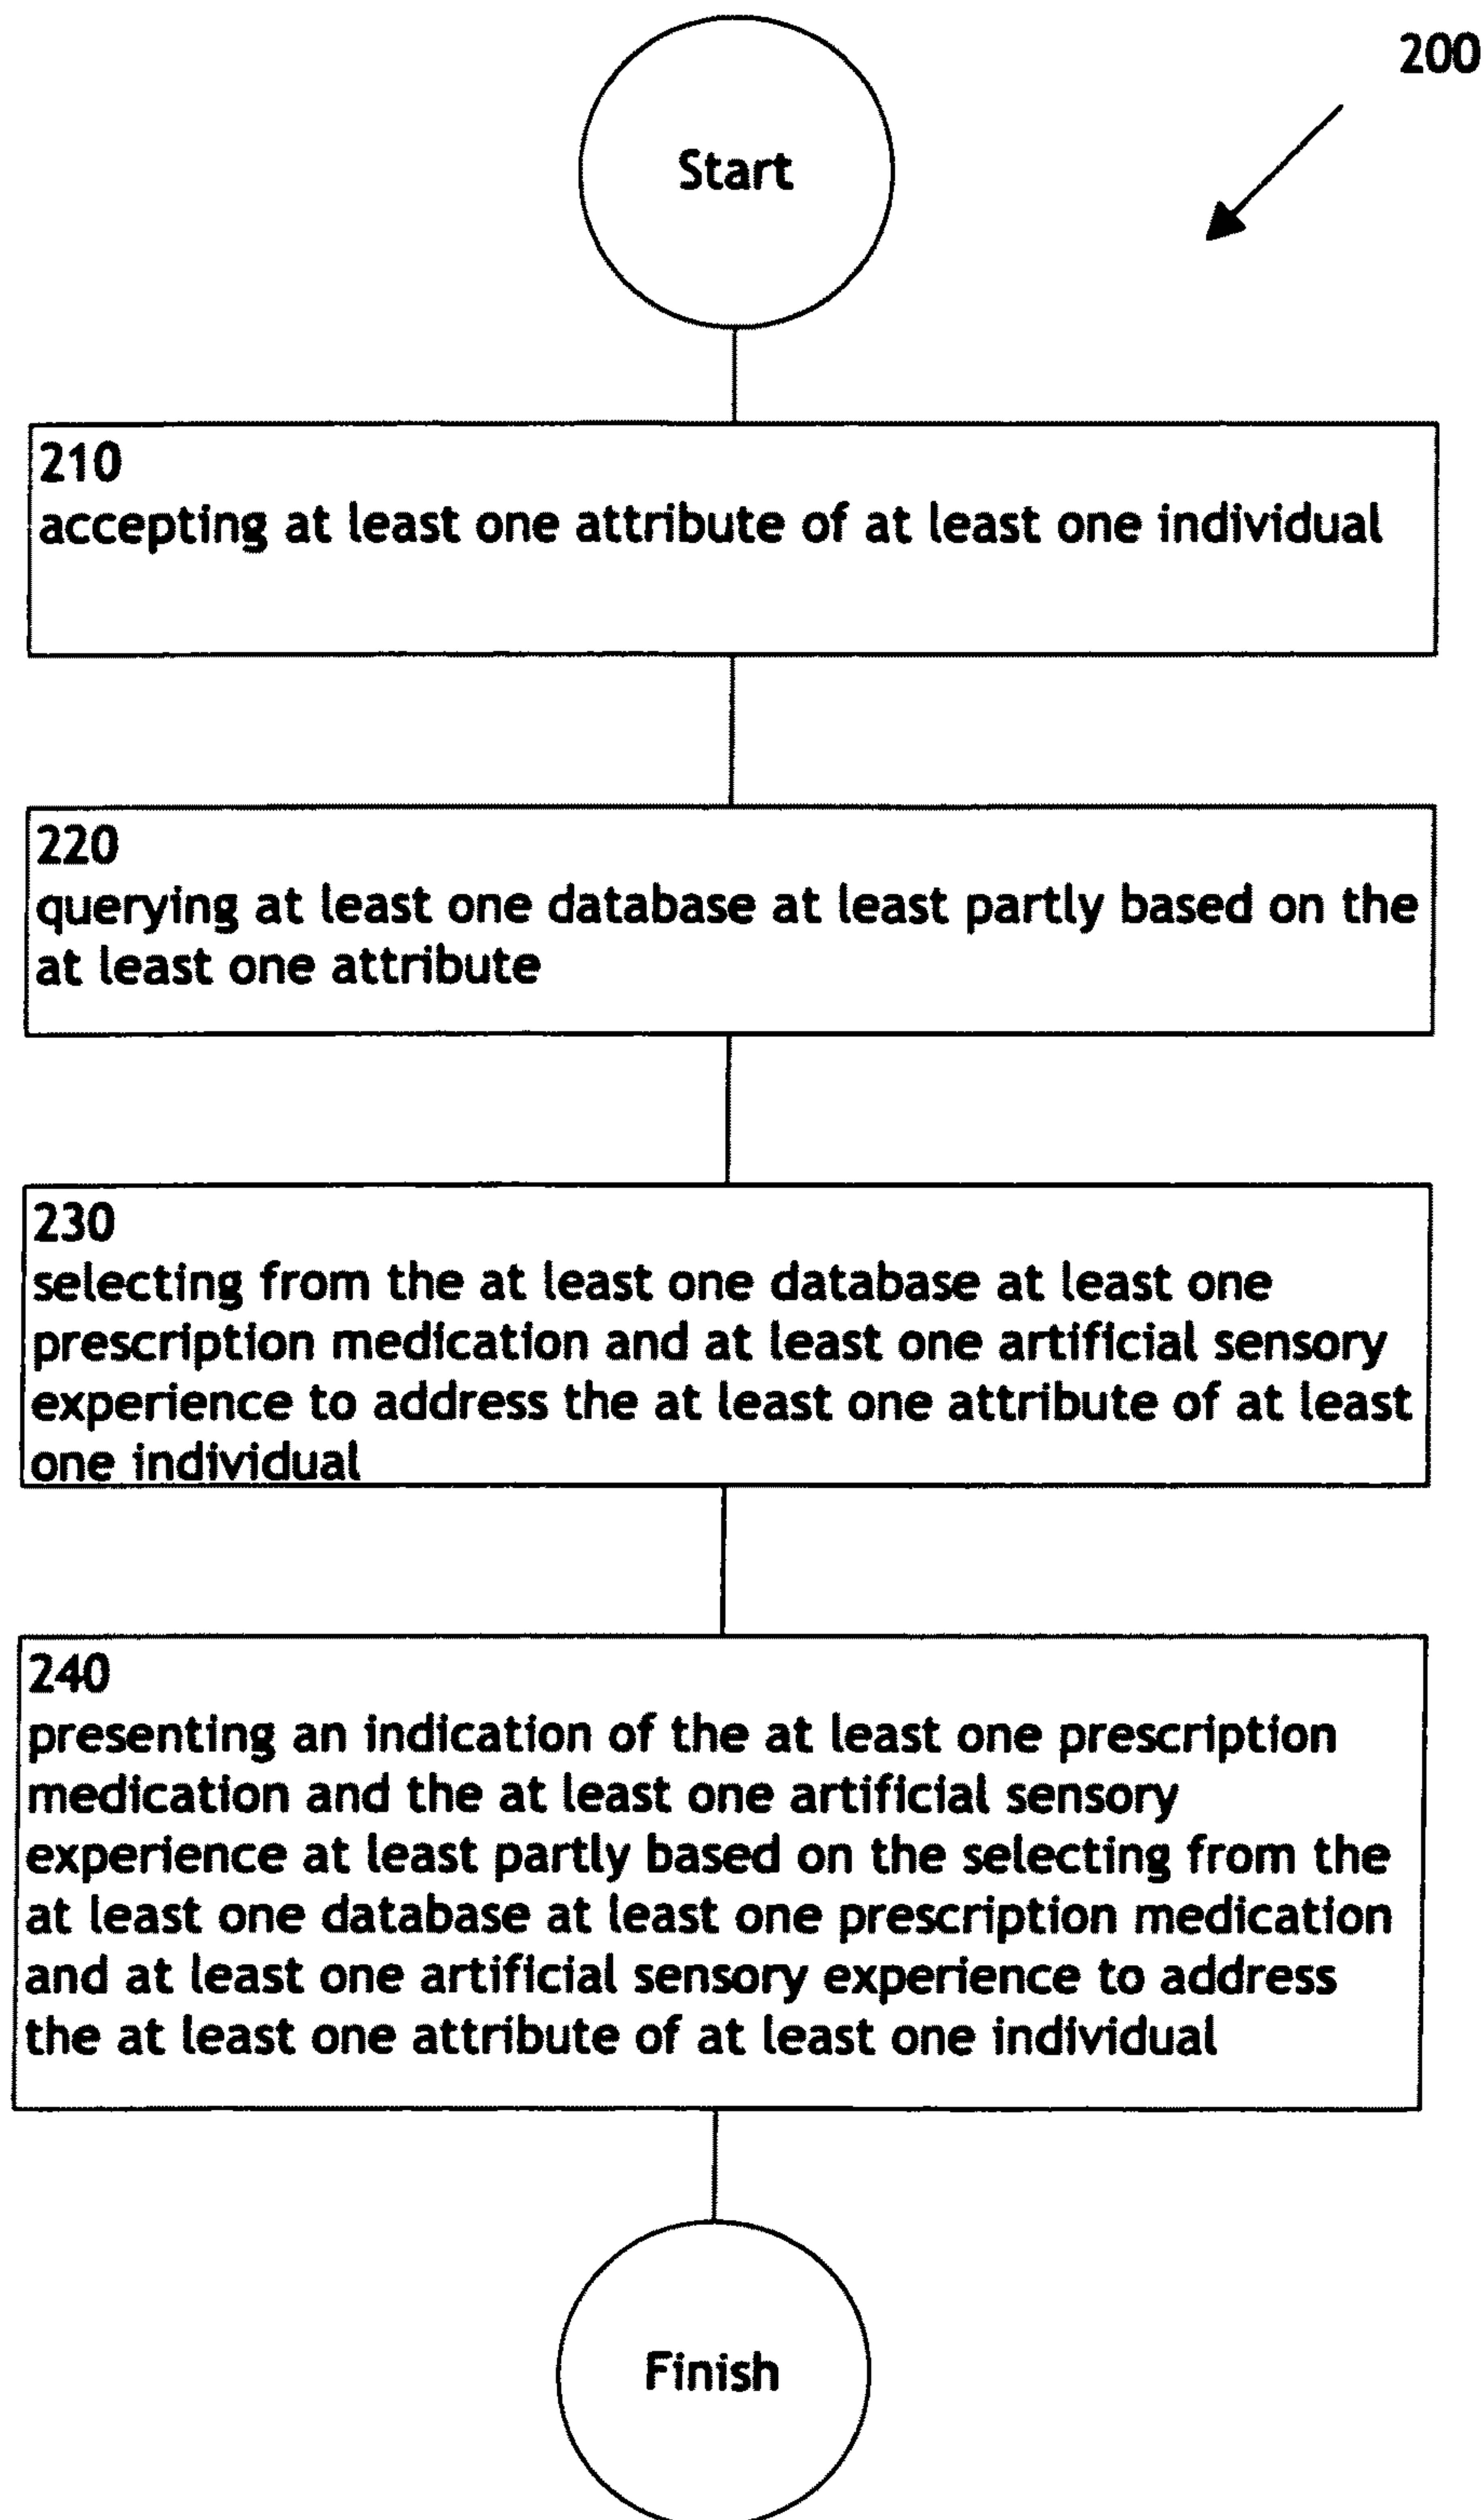 200
Start
210
accepting at least one attribute of at least one individual
220
querying at least one database at least partly based on the
at least one attribute
230
selecting from the at least one database at least one
prescription medication and at least one artificial sensory
experience to address the at least one attribute of at least
one individual
240
presenting an indication of the at least one prescription
medication and the at least one artificial sensory
experience at least partly based on the selecting from the
at least one database at least one prescription medication
and at least one artificial sensory experience to address
the at least one attribute of at least one individual
Finish